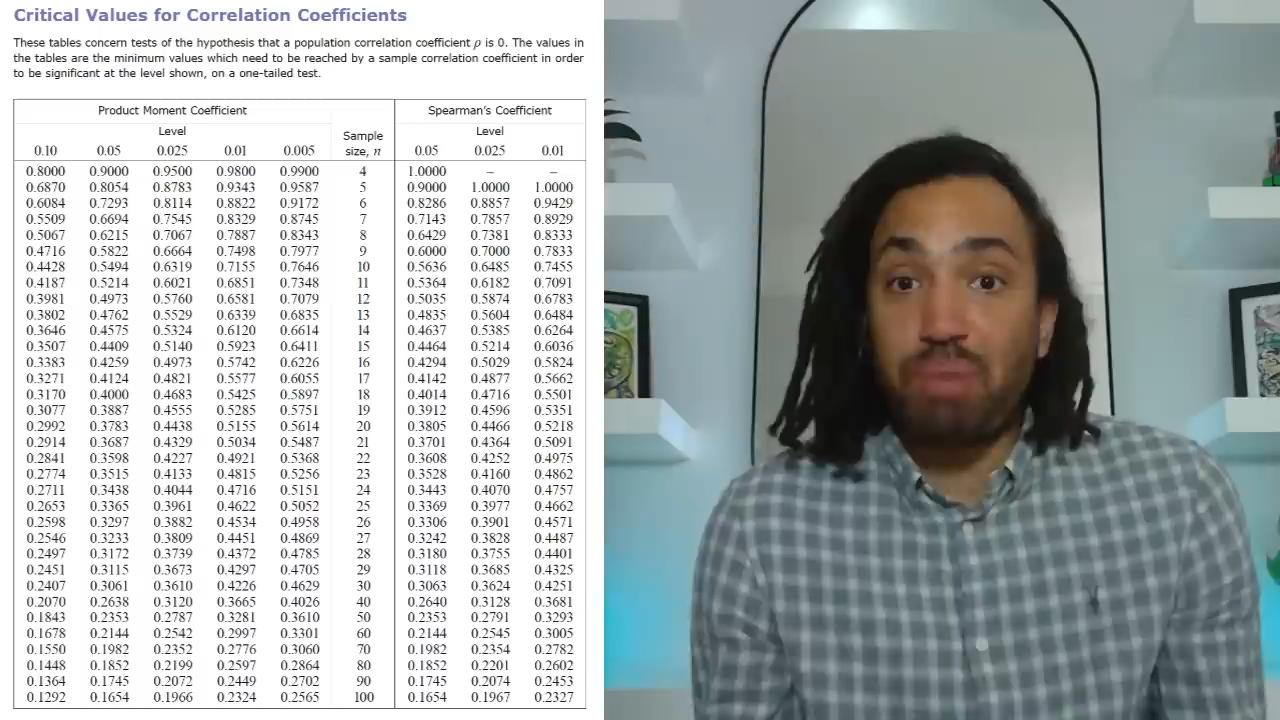 Critical Values for Correlation Coefficients
These tables concern tests of the hypothesis that a population correlation coefficient ρ is 0. The values in
the tables are the minimum values which need to be reached by a sample correlation coefficient in order
to be significant at the level shown, on a one-tailed test.
Product Moment Coefficient Spearman's Coefficient
Level Sample size, n Level
0.10 0.05 0.025 0.01 0.005 0.05 0.025 0.01
0.8000 0.9000 0.9500 0.9800 0.9900 4 1.0000 – –
0.6870 0.8054 0.8783 0.9343 0.9587 5 0.9000 1.0000 1.0000
0.6084 0.7293 0.8114 0.8822 0.9172 6 0.8286 0.8857 0.9429
0.5509 0.6694 0.7545 0.8329 0.8745 7 0.7143 0.7857 0.8929
0.5067 0.6215 0.7067 0.7887 0.8343 8 0.6429 0.7381 0.8333
0.4716 0.5822 0.6664 0.7498 0.7977 9 0.6000 0.7000 0.7833
0.4428 0.5494 0.6319 0.7155 0.7646 10 0.5636 0.6485 0.7455
0.4187 0.5214 0.6021 0.6851 0.7348 11 0.5364 0.6182 0.7091
0.3981 0.4973 0.5760 0.6581 0.7079 12 0.5035 0.5874 0.6783
0.3802 0.4762 0.5529 0.6339 0.6835 13 0.4835 0.5604 0.6484
0.3646 0.4575 0.5324 0.6120 0.6614 14 0.4637 0.5385 0.6264
0.3507 0.4409 0.5140 0.5923 0.6411 15 0.4464 0.5214 0.6036
0.3383 0.4259 0.4973 0.5742 0.6226 16 0.4294 0.5029 0.5824
0.3271 0.4124 0.4821 0.5577 0.6055 17 0.4142 0.4877 0.5662
0.3170 0.4000 0.4683 0.5425 0.5897 18 0.4014 0.4716 0.5501
0.3077 0.3887 0.4555 0.5285 0.5751 19 0.3912 0.4596 0.5351
0.2992 0.3783 0.4438 0.5155 0.5614 20 0.3805 0.4466 0.5218
0.2914 0.3687 0.4329 0.5034 0.5487 21 0.3701 0.4364 0.5091
0.2841 0.3598 0.4227 0.4921 0.5368 22 0.3608 0.4252 0.4975
0.2774 0.3515 0.4133 0.4815 0.5256 23 0.3528 0.4160 0.4862
0.2711 0.3438 0.4044 0.4716 0.5151 24 0.3443 0.4070 0.4757
0.2653 0.3365 0.3961 0.4622 0.5052 25 0.3369 0.3977 0.4662
0.2598 0.3297 0.3882 0.4534 0.4958 26 0.3306 0.3901 0.4571
0.2546 0.3233 0.3809 0.4451 0.4869 27 0.3242 0.3828 0.4487
0.2497 0.3172 0.3739 0.4372 0.4785 28 0.3180 0.3755 0.4401
0.2451 0.3115 0.3673 0.4297 0.4705 29 0.3118 0.3685 0.4325
0.2407 0.3061 0.3610 0.4226 0.4629 30 0.3063 0.3624 0.4251
0.2070 0.2638 0.3120 0.3665 0.4026 40 0.2640 0.3128 0.3681
0.1843 0.2353 0.2787 0.3281 0.3610 50 0.2353 0.2791 0.3293
0.1678 0.2144 0.2542 0.2997 0.3301 60 0.2144 0.2545 0.3005
0.1550 0.1982 0.2352 0.2776 0.3060 70 0.1982 0.2354 0.2782
0.1448 0.1852 0.2199 0.2597 0.2864 80 0.1852 0.2201 0.2602
0.1364 0.1745 0.2072 0.2449 0.2702 90 0.1745 0.2074 0.2453
0.1292 0.1654 0.1966 0.2324 0.2565 100 0.1654 0.1967 0.2327